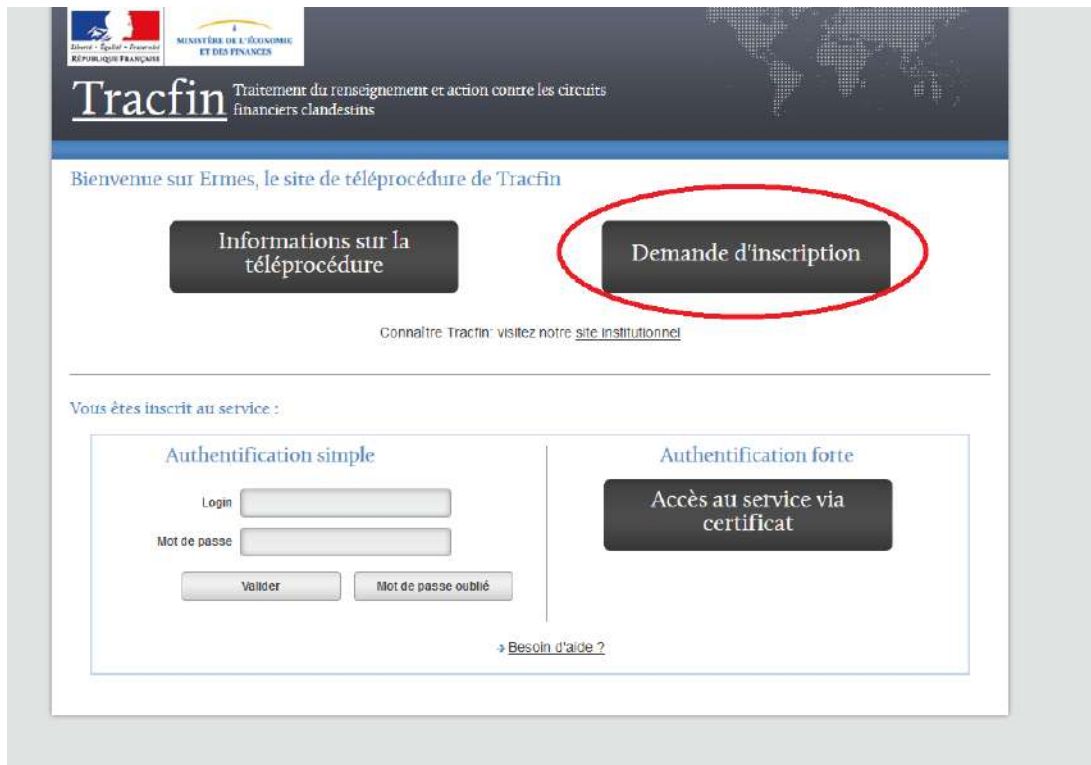 Liberté • Égalité • Fraternité
RÉPUBLIQUE FRANÇAISE
MINISTÈRE DE L'ÉCONOMIE
ET DES FINANCES
Tracfin
Traitement du renseignement et action contre les circuits
financiers clandestins
Bienvenue sur Ermes, le site de téléprocédure de Tracfin
Informations sur la
téléprocédure
Demande d'inscription
Connaître Tracfin: visitez notre site institutionnel
Vous êtes inscrit au service :
Authentification simple
Login
Mot de passe
Valider
Mot de passe oublié
Authentification forte
Accès au service via
certificat
Besoin d'aide ?